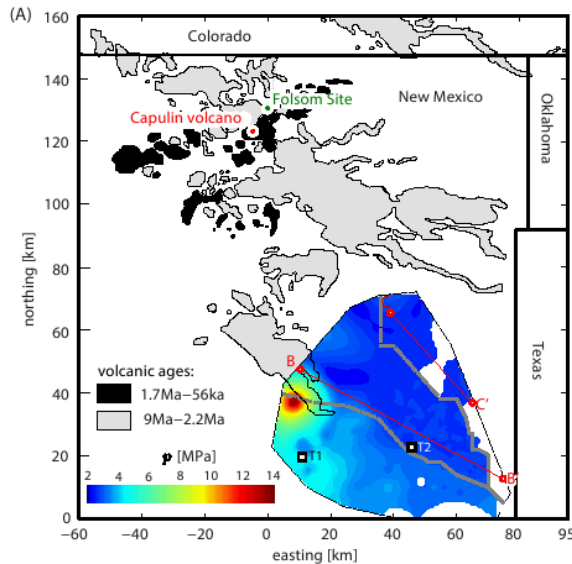 (A)
160
140
120
100
80
60
40
20
0
northing [km]
Colorado
Folsom Site
New Mexico
Capulin volcano
Oklahoma
Texas
B
C'
T1
T2
B'
volcanic ages:
1.7Ma−56ka
9Ma−2.2Ma
p [MPa]
2 4 6 8 10 12 14
−60 −40 −20 0 20 40 60 80 95
easting [km]